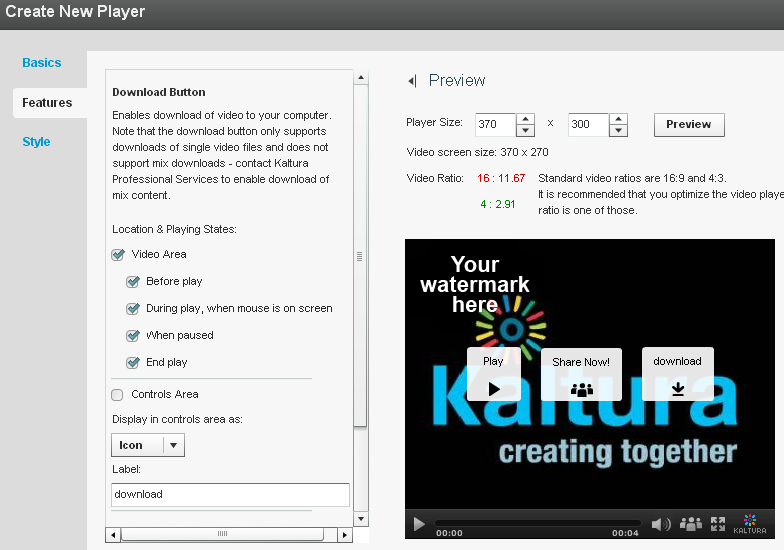 Create New Player
Basics
Features
Style
Download Button
Enables download of video to your computer.
Note that the download button only supports
downloads of single video files and does not
support mix downloads - contact Kaltura
Professional Services to enable download of
mix content.
Location & Playing States:
Video Area
Before play
During play, when mouse is on screen
When paused
End play
Controls Area
Display in controls area as:
Icon
Label:
download
Preview
Player Size: 370 x 300 Preview
Video screen size: 370 x 270
Video Ratio: 16 : 11.67 Standard video ratios are 16:9 and 4:3.
It is recommended that you optimize the video playe
4 : 2.91 ratio is one of those.
Your
watermark
here
Play Share Now! download
Kaltura
creating together
00:00 00:04
KALTURA